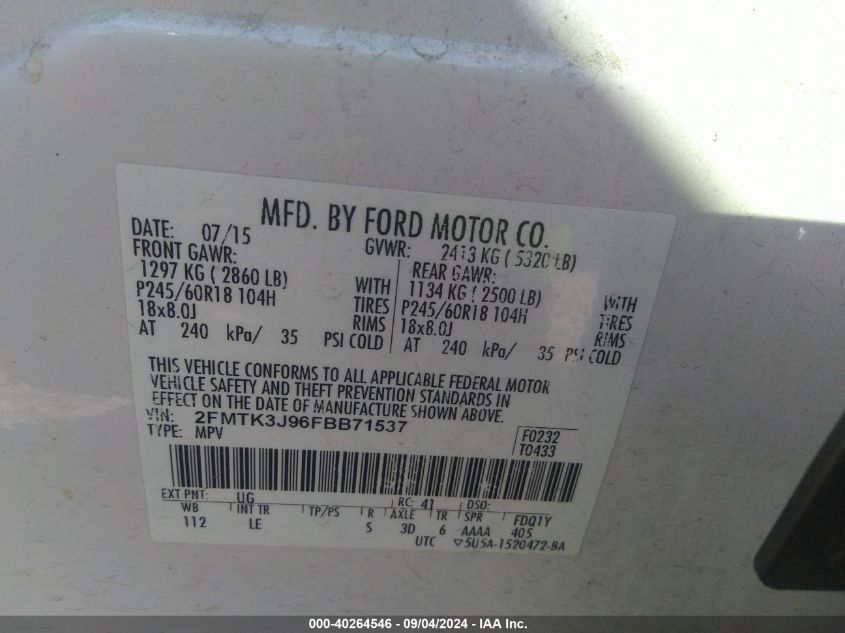 MFD. BY FORD MOTOR CO.
DATE: 07/15 GVWR: 2413 KG ( 5320 LB)
FRONT GAWR: REAR GAWR:
1297 KG ( 2860 LB) WITH 1134 KG ( 2500 LB) WITH
P245/60R18 104H TIRES P245/60R18 104H TIRES
18x8.0J RIMS 18x8.0J RIMS
AT 240 kPa/ 35 PSI COLD AT 240 kPa/ 35 PSI COLD
THIS VEHICLE CONFORMS TO ALL APPLICABLE FEDERAL MOTOR
VEHICLE SAFETY AND THEFT PREVENTION STANDARDS IN
EFFECT ON THE DATE OF MANUFACTURE SHOWN ABOVE.
VIN: 2FMTK3J96FBB71537
TYPE: MPV
F0232
T0433
EXT PNT: UG RC: 41 DSO:
WB INT TR TP/PS R AXLE TR SPR FDQ1Y
112 LE S 3D 6 AAAA 405
UTC ▽5U5A-1520472-BA
000-40264546 - 09/04/2024 - IAA Inc.